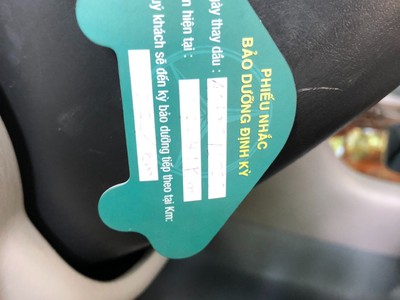 PHIẾU NHẮC
BẢO DƯỠNG ĐỊNH KỲ
gày thay dầu :
n hiện tại :
uý khách sẽ đến kỳ bảo dưỡng tiếp theo tại Km: